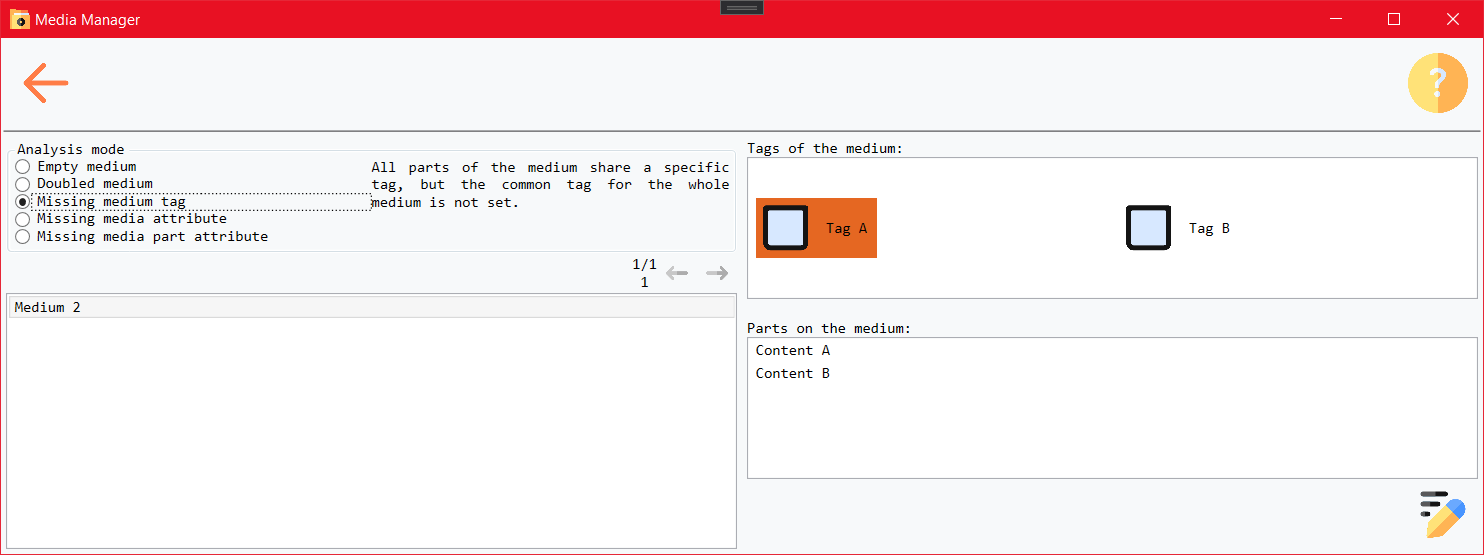 Media Manager
?
Analysis mode
Empty medium
Doubled medium
Missing medium tag
Missing media attribute
Missing media part attribute
All parts of the medium share a specific
tag, but the common tag for the whole
medium is not set.
1/1
1
Medium 2
Tags of the medium:
Tag A
Tag B
Parts on the medium:
Content A
Content B